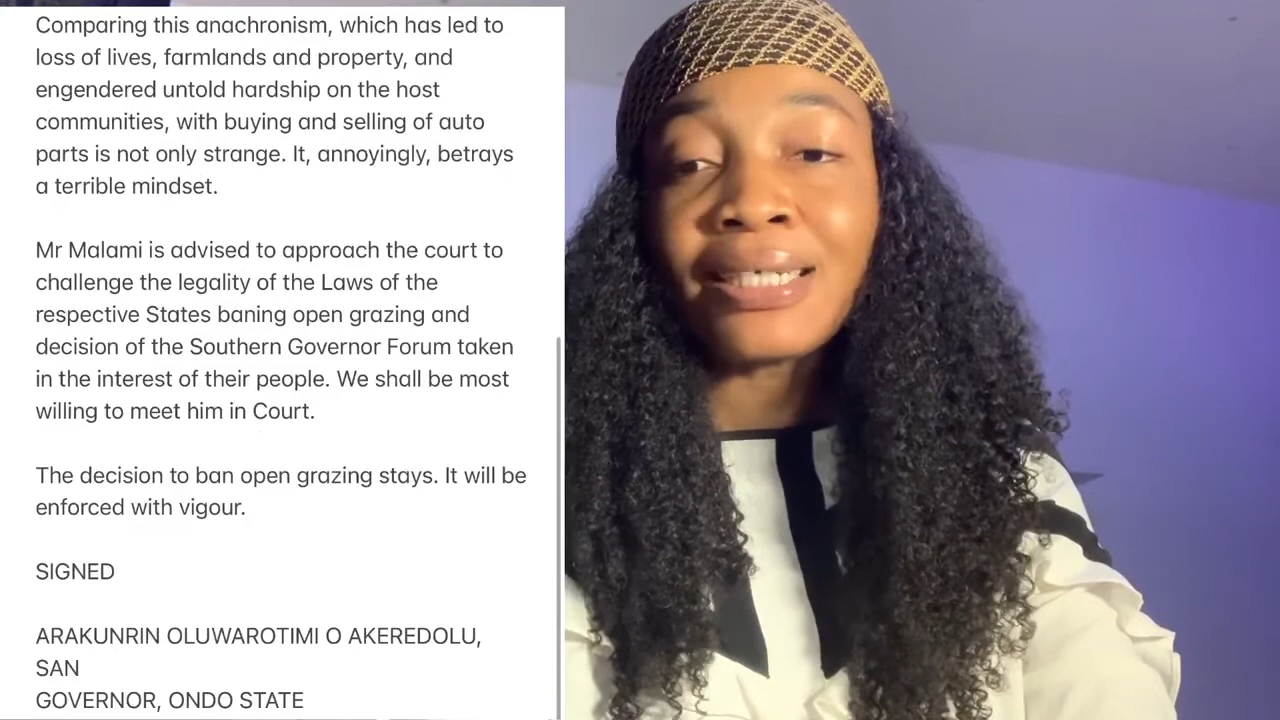 Comparing this anachronism, which has led to
loss of lives, farmlands and property, and
engendered untold hardship on the host
communities, with buying and selling of auto
parts is not only strange. It, annoyingly, betrays
a terrible mindset.
Mr Malami is advised to approach the court to
challenge the legality of the Laws of the
respective States baning open grazing and
decision of the Southern Governor Forum taken
in the interest of their people. We shall be most
willing to meet him in Court.
The decision to ban open grazing stays. It will be
enforced with vigour.
SIGNED
ARAKUNRIN OLUWAROTIMI O AKEREDOLU,
SAN
GOVERNOR, ONDO STATE